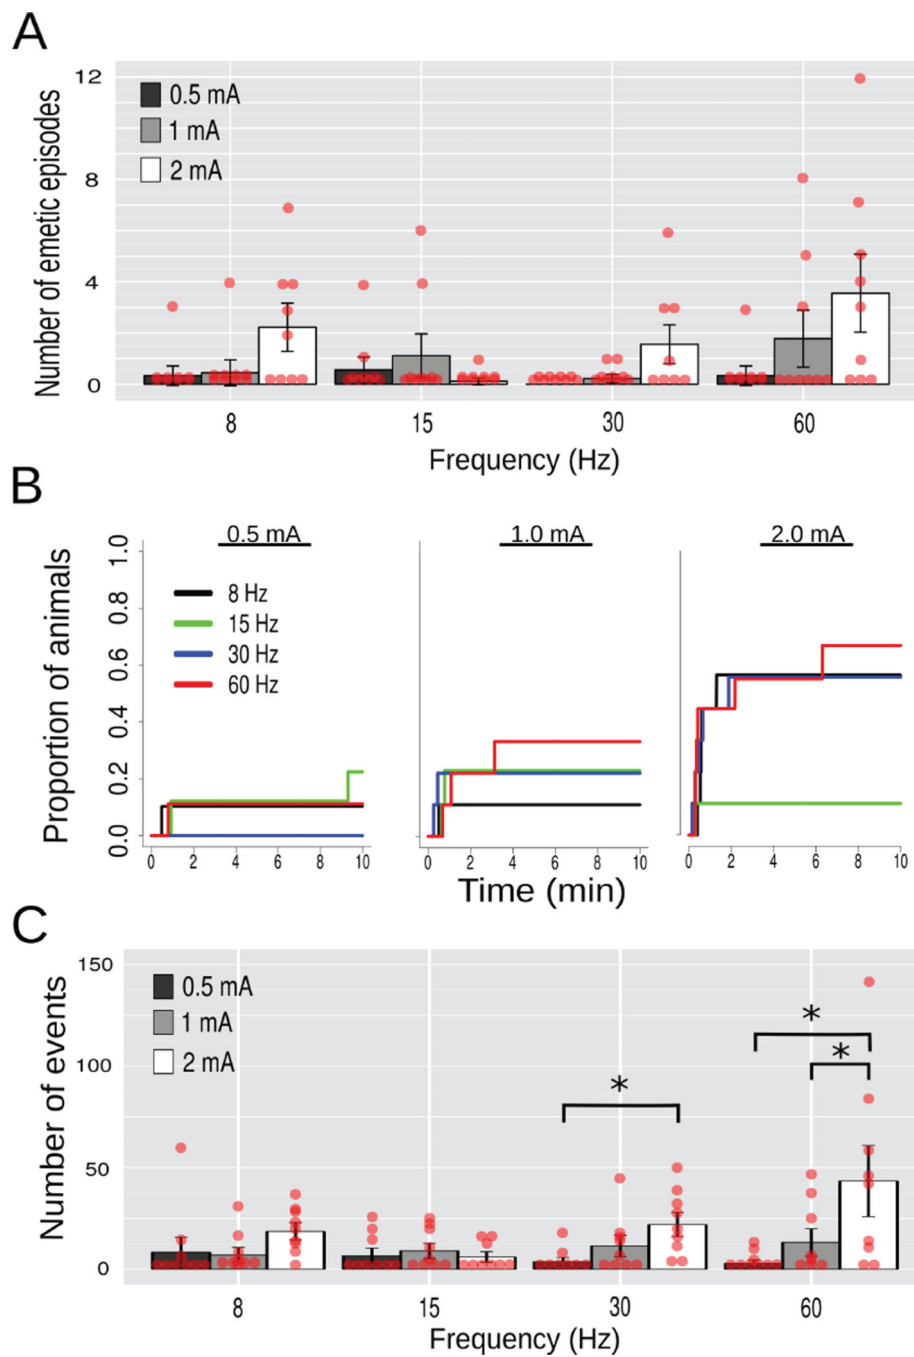 A
Number of emetic episodes
12
8
4
0
0.5 mA
1 mA
2 mA
8
15
30
60
Frequency (Hz)
B
Proportion of animals
1.0
0.8
0.6
0.4
0.2
0.0
0.5 mA
1.0 mA
2.0 mA
8 Hz
15 Hz
30 Hz
60 Hz
0 2 4 6 8 10
0 2 4 6 8 10
0 2 4 6 8 10
Time (min)
C
Number of events
150
100
50
0
0.5 mA
1 mA
2 mA
*
*
*
8
15
30
60
Frequency (Hz)